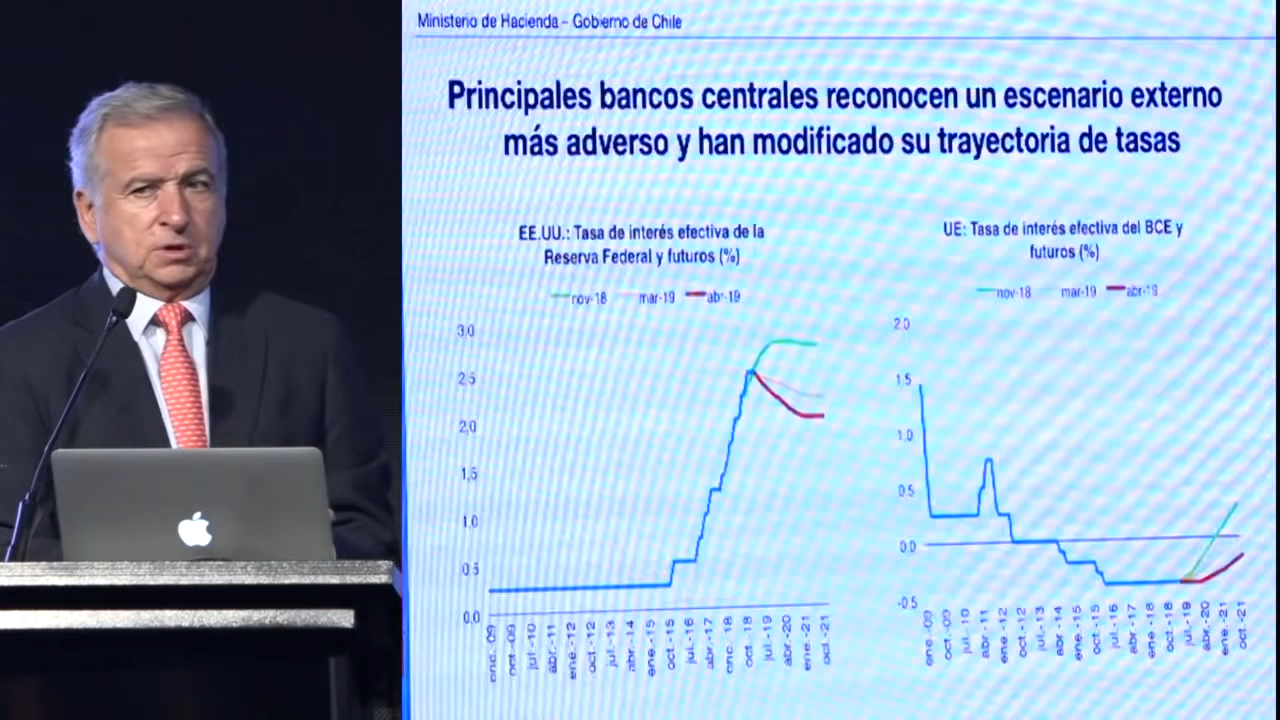 Ministerio de Hacienda – Gobierno de Chile
Principales bancos centrales reconocen un escenario externo
más adverso y han modificado su trayectoria de tasas
EE.UU.: Tasa de interés efectiva de la
Reserva Federal y futuros (%)
nov-18 mar-19 abr-19
3.0
2.5
2.0
1.5
1.0
0.5
0.0
ene.-09 oct.-09 jul.-10 abr.-11 ene.-12 oct.-12 jul.-13 abr.-14 ene.-15 oct.-15 jul.-16 abr.-17 ene.-18 oct.-18 jul.-19 abr.-20 ene.-21 oct.-21
UE: Tasa de interés efectiva del BCE y
futuros (%)
nov-18 mar-19 abr-19
2.0
1.5
1.0
0.5
0.0
-0.5
ene.-09 oct.-09 jul.-10 abr.-11 ene.-12 oct.-12 jul.-13 abr.-14 ene.-15 oct.-15 jul.-16 abr.-17 ene.-18 oct.-18 jul.-19 abr.-20 ene.-21 oct.-21